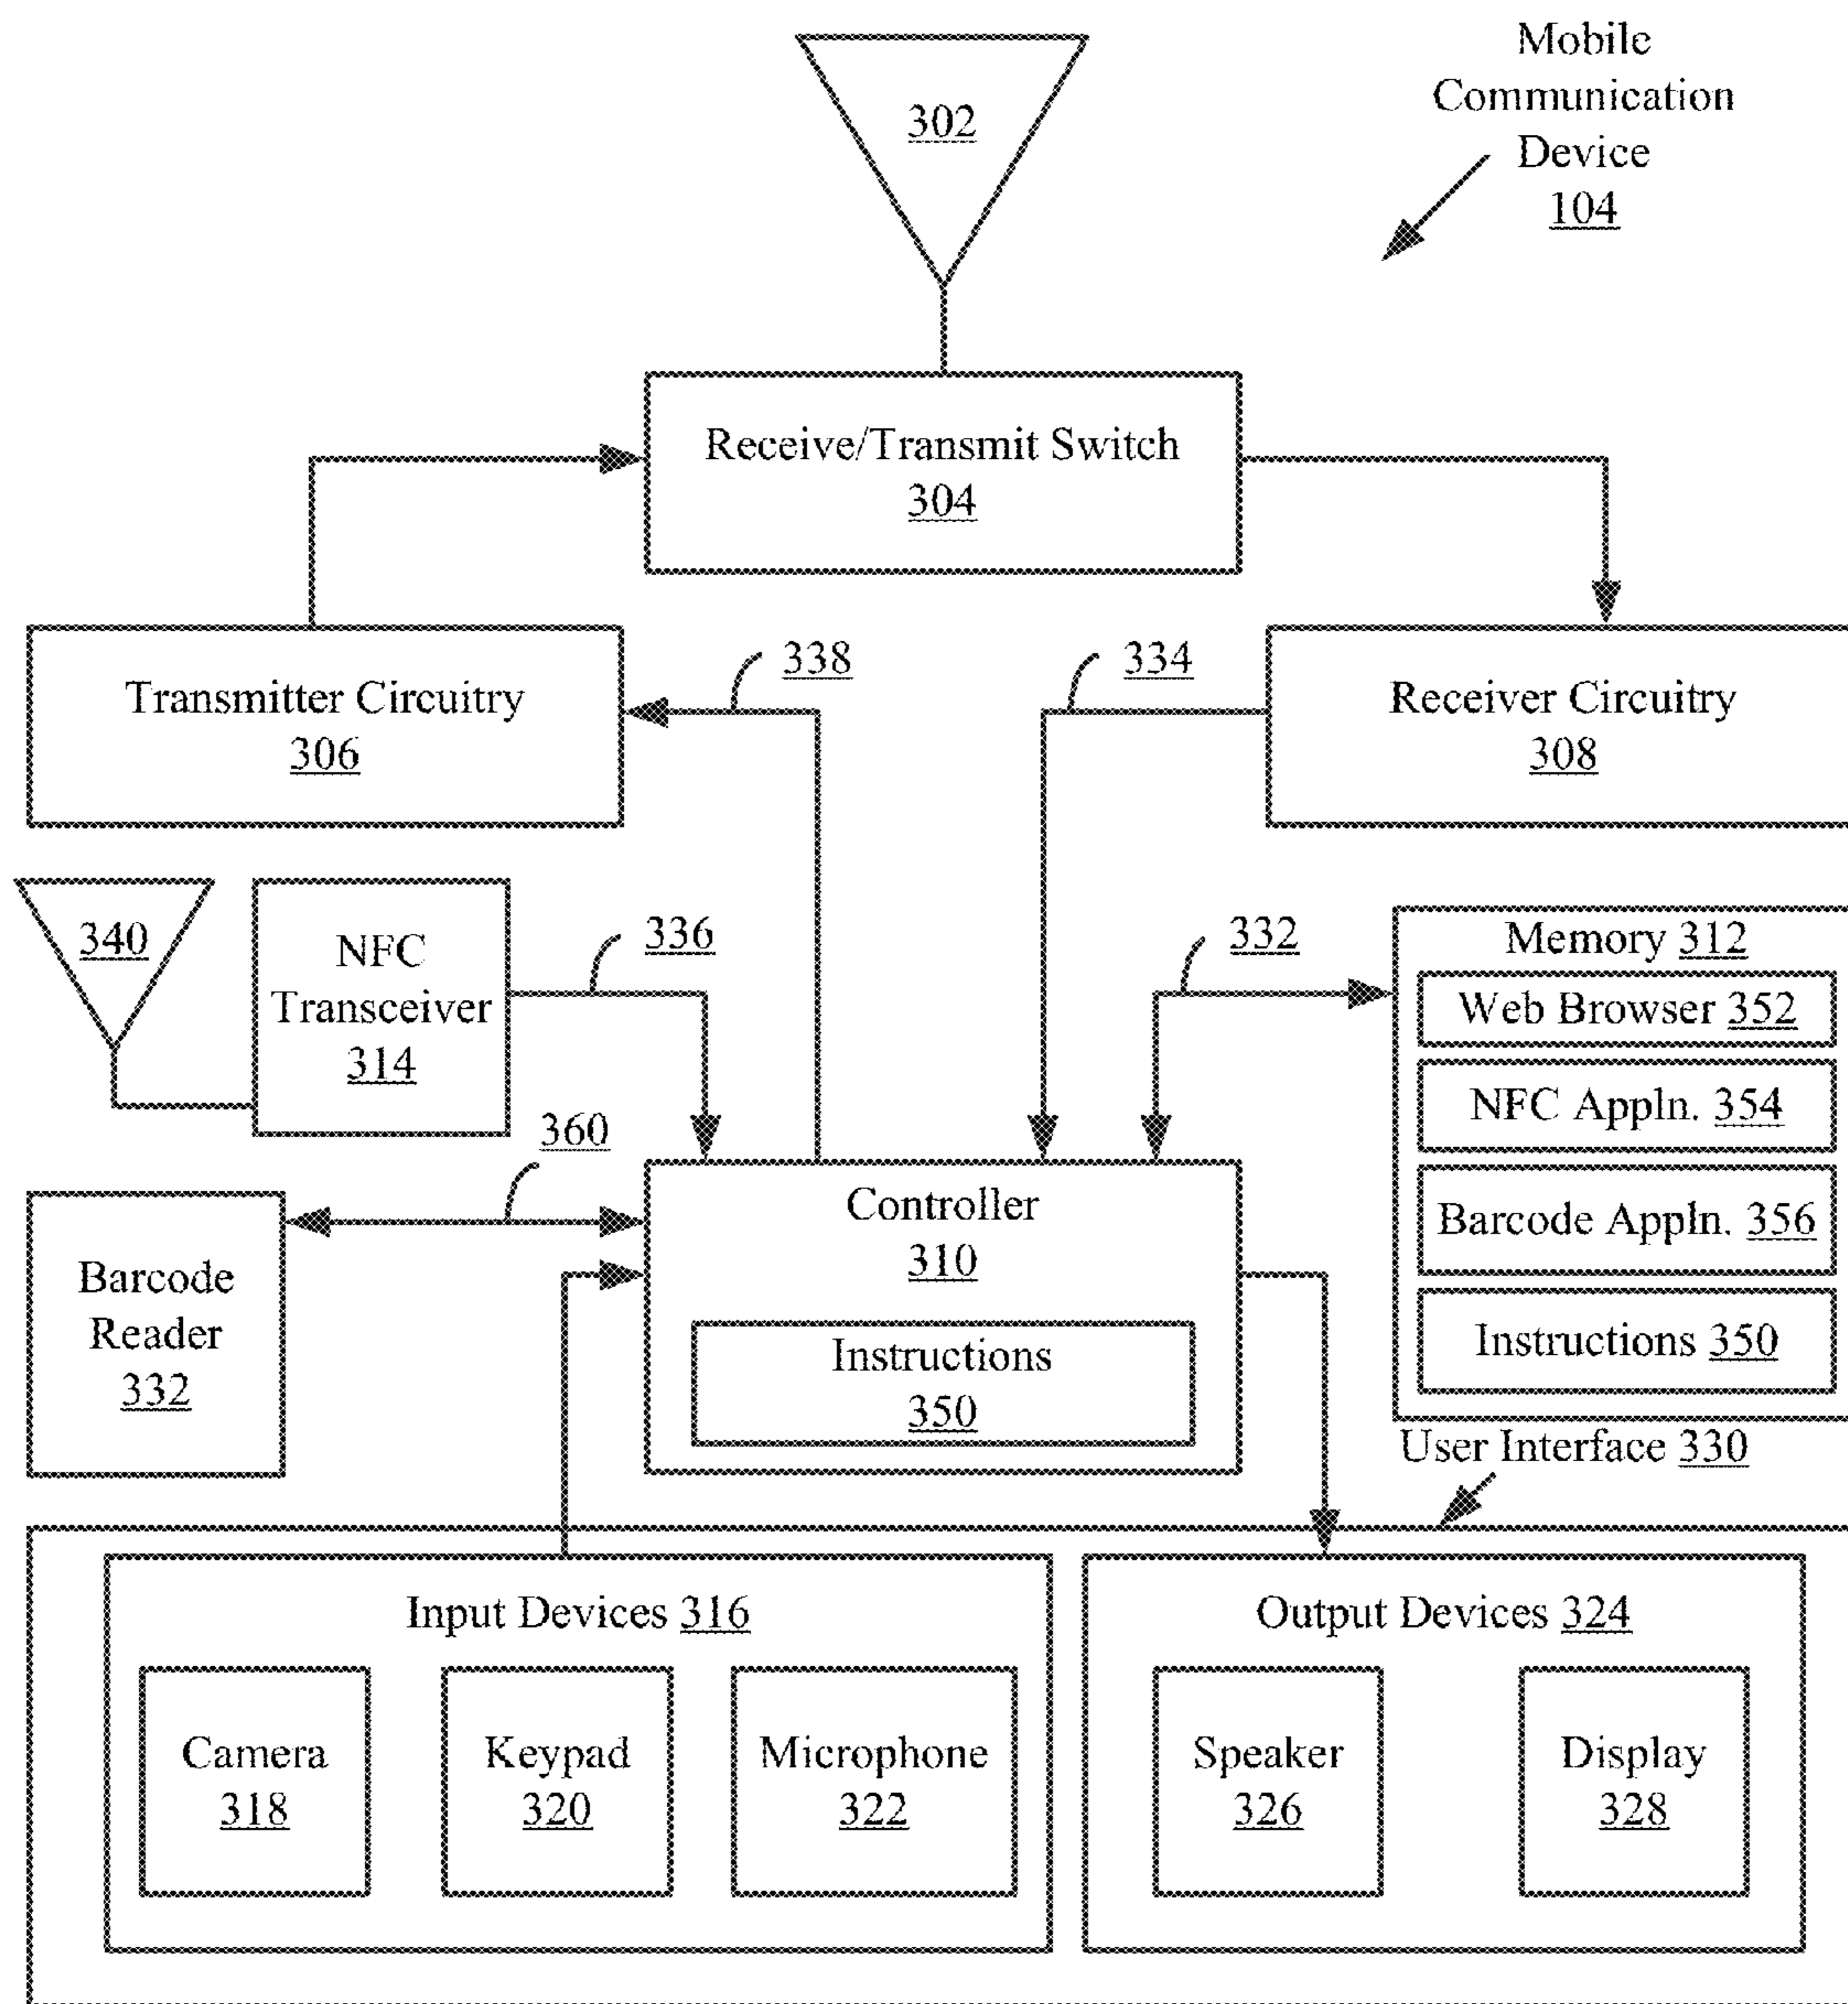 Mobile
Communication
Device
104
302
Receive/Transmit Switch
304
338
334
Transmitter Circuitry
306
Receiver Circuitry
308
340
NFC
Transceiver
314
336
332
Memory 312
Web Browser 352
NFC Appln. 354
Barcode Appln. 356
Instructions 350
360
Barcode
Reader
332
Controller
310
Instructions
350
User Interface 330
Input Devices 316
Camera
318
Keypad
320
Microphone
322
Output Devices 324
Speaker
326
Display
328